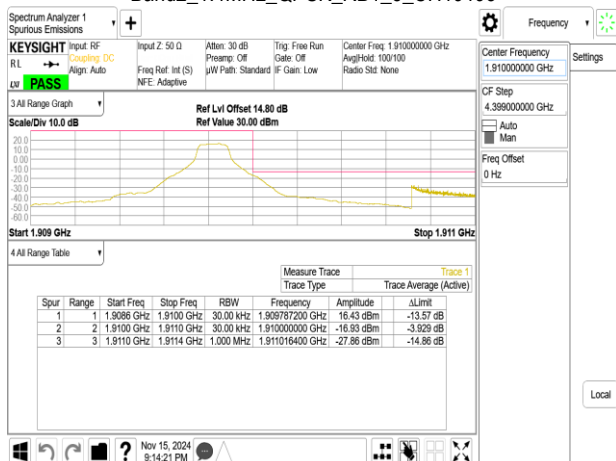 Spectrum Analyzer 1
Spurious Emissions
Frequency
KEYSIGHT Input: RF Input Z: 50 Ω Atten: 30 dB Trig: Free Run Center Freq: 1.910000000 GHz
RL Coupling: DC Preamp: Off Gate: Off Avg|Hold: 100/100
Align: Auto Freq Ref: Int (S) µW Path: Standard IF Gain: Low Radio Std: None
LXI PASS NFE: Adaptive
3 All Range Graph
Ref Lvl Offset 14.80 dB
Scale/Div 10.0 dB Ref Value 30.00 dBm
20.0
10.0
0.00
-10.0
-20.0
-30.0
-40.0
-50.0
-60.0
Start 1.909 GHz Stop 1.911 GHz
4 All Range Table
Measure Trace Trace 1
Trace Type Trace Average (Active)
Spur Range Start Freq Stop Freq RBW Frequency Amplitude ΔLimit
1 1 1.9086 GHz 1.9100 GHz 30.00 kHz 1.909787200 GHz 16.43 dBm -13.57 dB
2 2 1.9100 GHz 1.9110 GHz 30.00 kHz 1.910000000 GHz -16.93 dBm -3.929 dB
3 3 1.9110 GHz 1.9114 GHz 1.000 MHz 1.911016400 GHz -27.86 dBm -14.86 dB
Nov 15, 2024
9:14:21 PM
Center Frequency
1.910000000 GHz
Settings
CF Step
4.399000000 GHz
Auto
Man
Freq Offset
0 Hz
Local